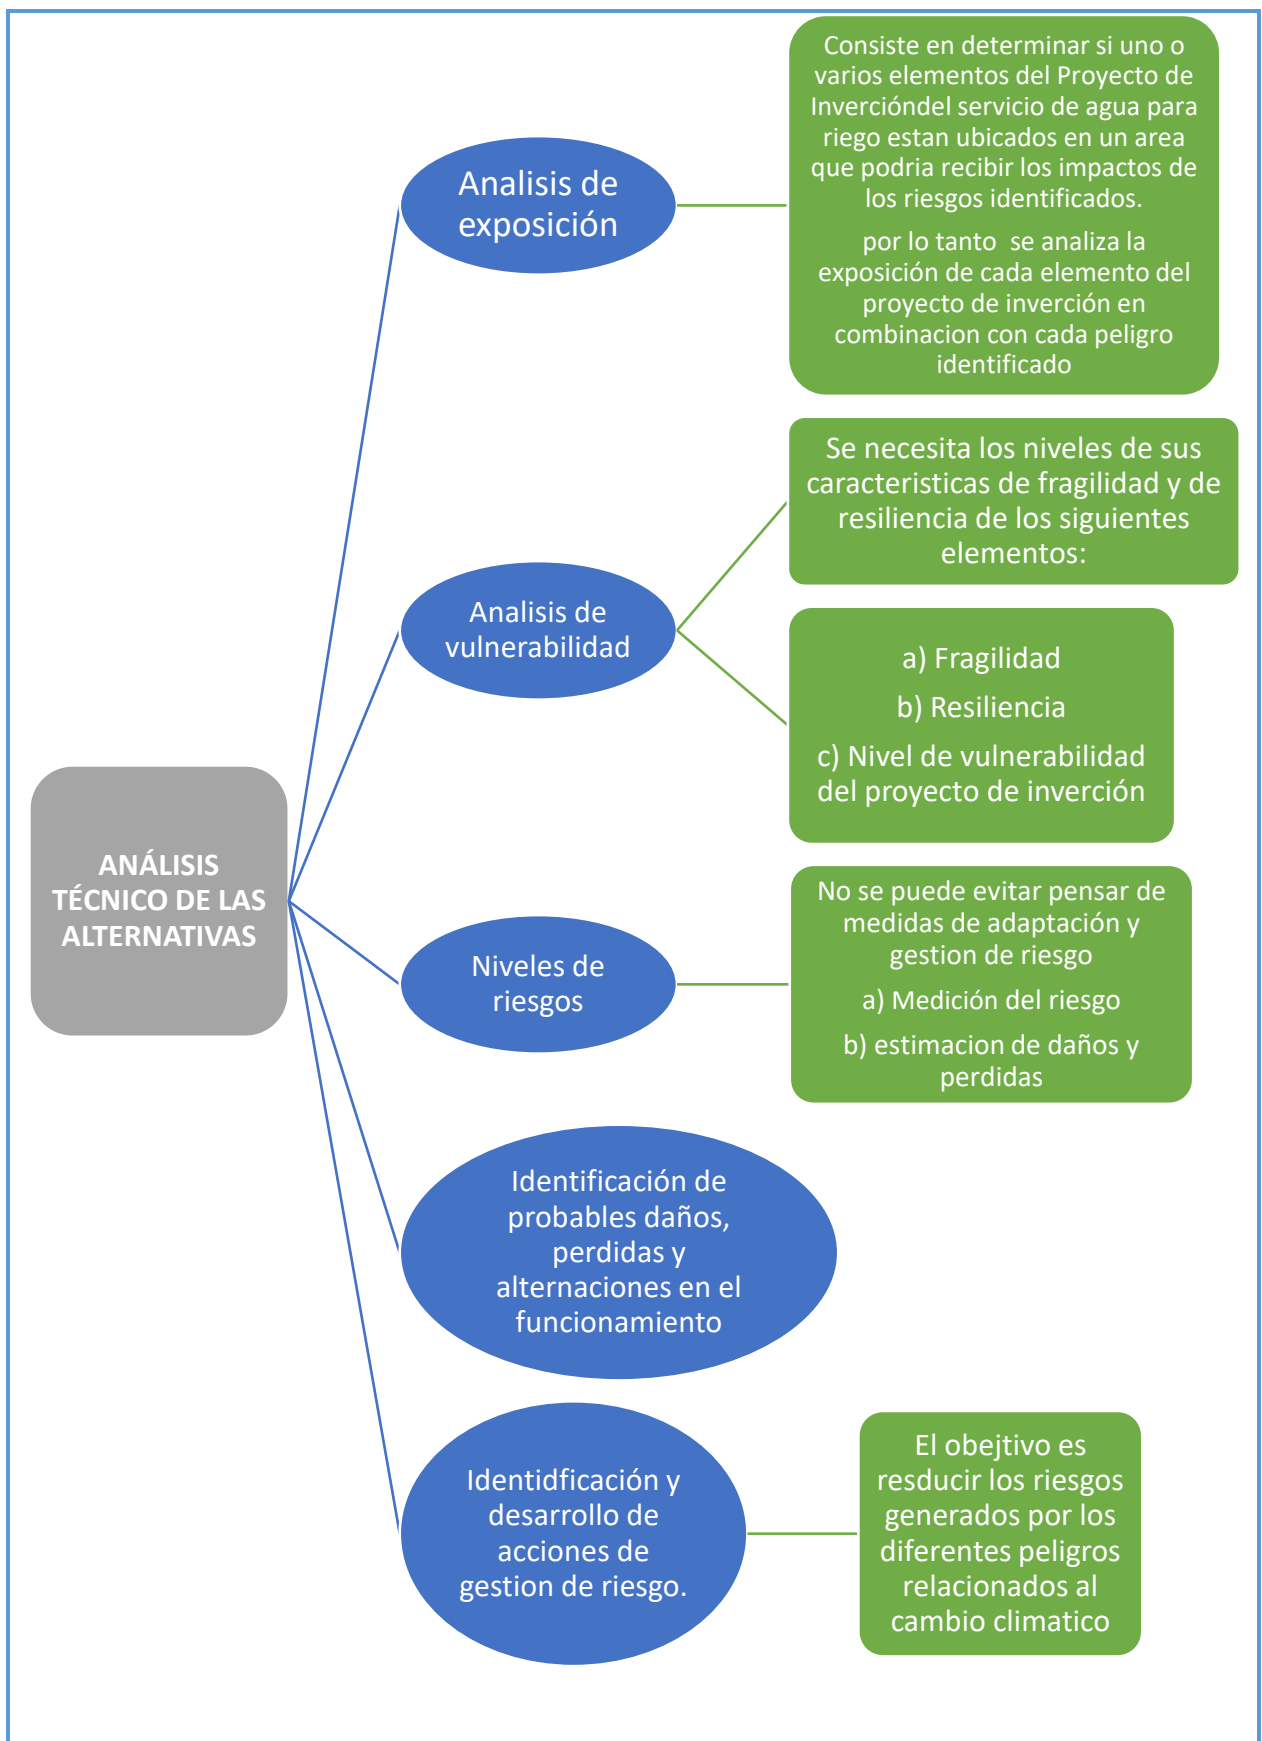 ANÁLISIS
TÉCNICO DE LAS
ALTERNATIVAS
Analisis de
exposición
Consiste en determinar si uno o
varios elementos del Proyecto de
Invercióndel servicio de agua para
riego estan ubicados en un area
que podria recibir los impactos de
los riesgos identificados.
por lo tanto se analiza la
exposición de cada elemento del
proyecto de inverción en
combinacion con cada peligro
identificado
Analisis de
vulnerabilidad
Se necesita los niveles de sus
caracteristicas de fragilidad y de
resiliencia de los siguientes
elementos:
a) Fragilidad
b) Resiliencia
c) Nivel de vulnerabilidad
del proyecto de inverción
Niveles de
riesgos
No se puede evitar pensar de
medidas de adaptación y
gestion de riesgo
a) Medición del riesgo
b) estimacion de daños y
perdidas
Identificación de
probables daños,
perdidas y
alternaciones en el
funcionamiento
Identidficación y
desarrollo de
acciones de
gestion de riesgo.
El obejtivo es
resducir los riesgos
generados por los
diferentes peligros
relacionados al
cambio climatico